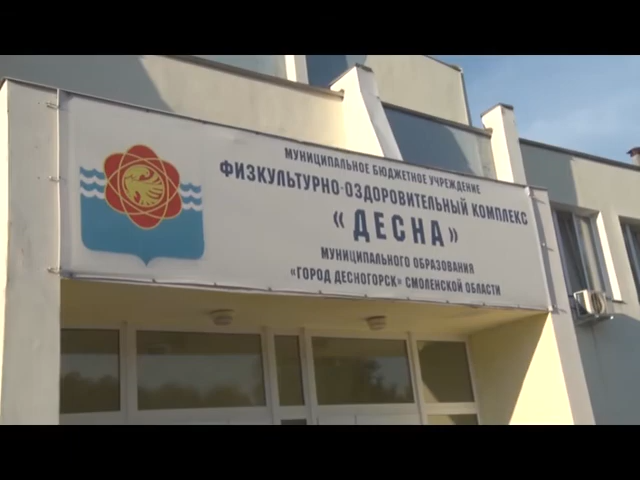 МУНИЦИПАЛЬНОЕ БЮДЖЕТНОЕ УЧРЕЖДЕНИЕ
ФИЗКУЛЬТУРНО-ОЗДОРОВИТЕЛЬНЫЙ КОМПЛЕКС
«ДЕСНА»
МУНИЦИПАЛЬНОГО ОБРАЗОВАНИЯ
«ГОРОД ДЕСНОГОРСК» СМОЛЕНСКОЙ ОБЛАСТИ